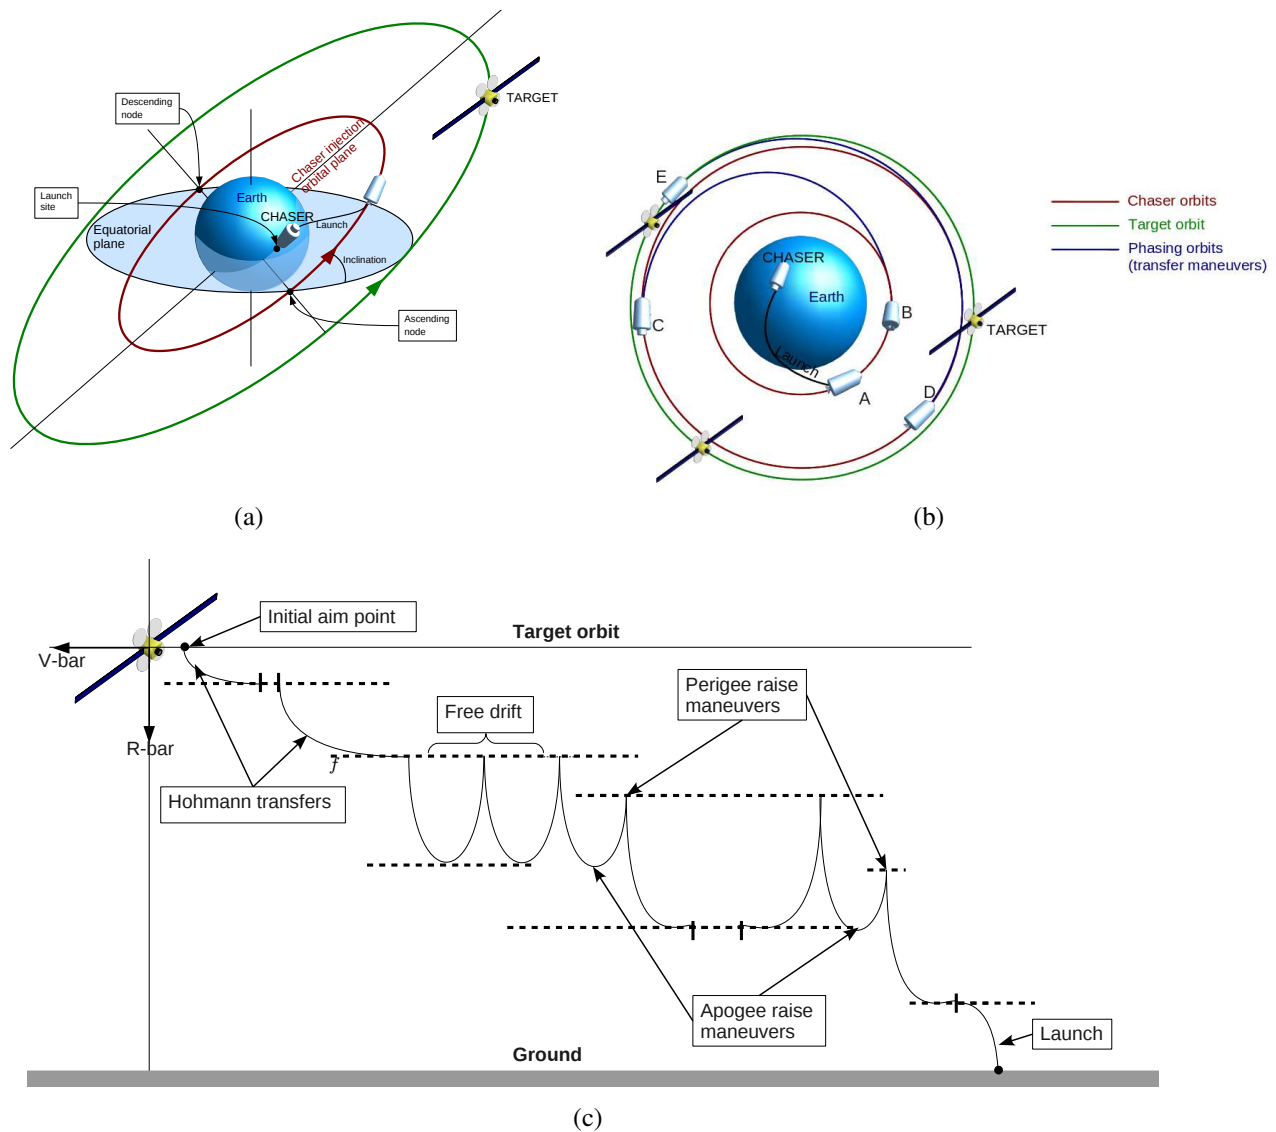 Descending
node
TARGET
Chaser injection
orbital plane
Launch
site
Earth
CHASER
Launch
Equatorial
plane
Inclination
Ascending
node
(a)
E
CHASER
Earth
B
C
TARGET
Launch
A
D
Chaser orbits
Target orbit
Phasing orbits
(transfer maneuvers)
(b)
Initial aim point
Target orbit
V-bar
Perigee raise
maneuvers
Free drift
R-bar
f
Hohmann transfers
Apogee raise
maneuvers
Launch
Ground
(c)